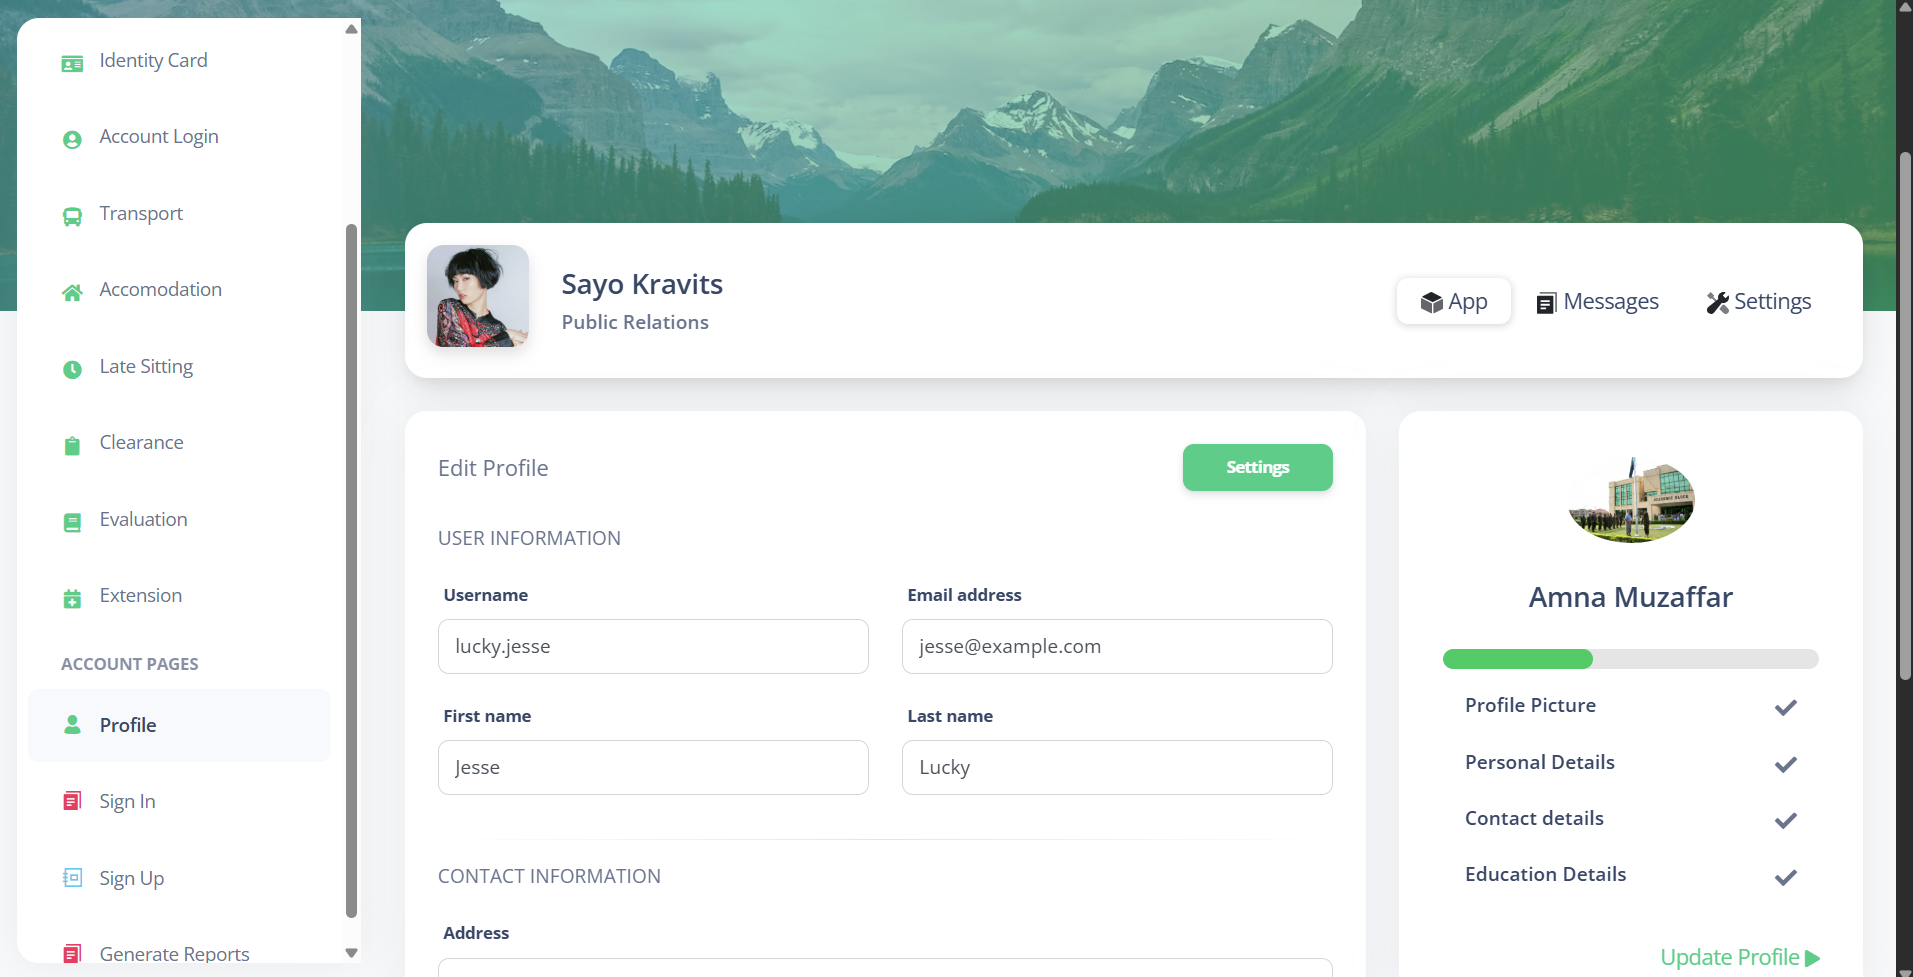 Identity Card
Account Login
Transport
Accomodation
Late Sitting
Clearance
Evaluation
Extension
ACCOUNT PAGES
Profile
Sign In
Sign Up
Generate Reports
Sayo Kravits
Public Relations
App
Messages
Settings
Edit Profile
Settings
USER INFORMATION
Username
Email address
lucky.jesse
jesse@example.com
First name
Last name
Jesse
Lucky
CONTACT INFORMATION
Address
ACADEMIC BLOCK
Amna Muzaffar
Profile Picture
Personal Details
Contact details
Education Details
Update Profile